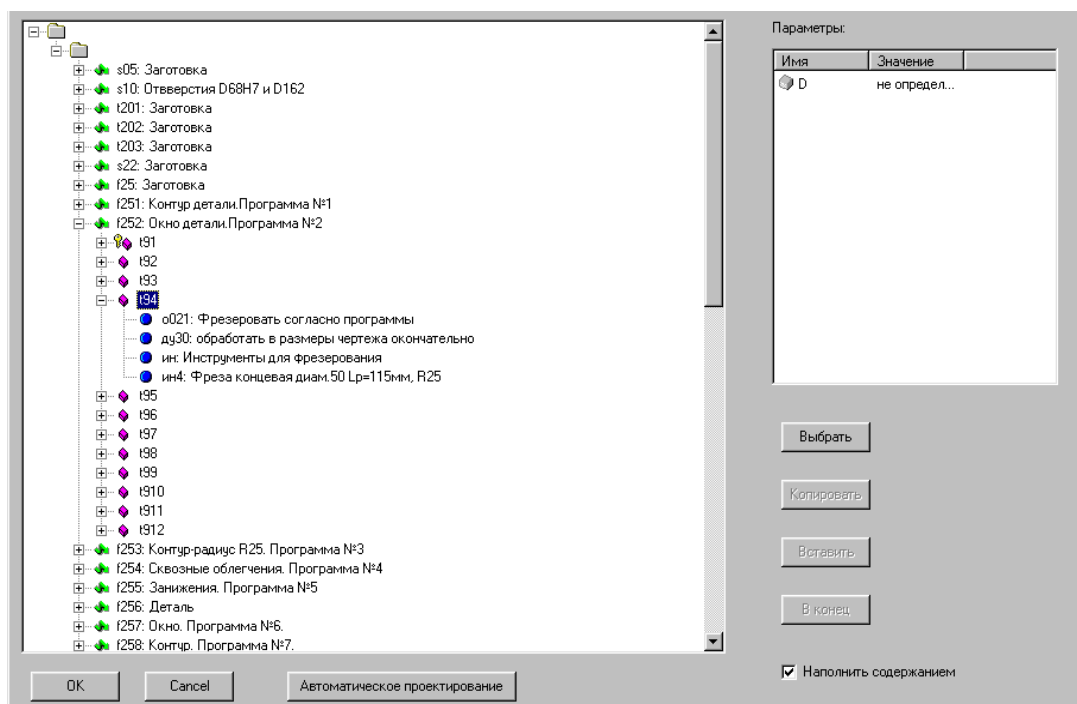 s05: Заготовка
s10: Отвверстия D68H7 и D162
t201: Заготовка
t202: Заготовка
t203: Заготовка
s22: Заготовка
f25: Заготовка
f251: Контур детали.Программа №1
f252: Окно детали.Программа №2
t91
t92
t93
t94
о021: Фрезеровать согласно программы
ду30: обработать в размеры чертежа окончательно
ин: Инструменты для фрезерования
ин4: Фреза концевая диам.50 Lр=115мм, R25
t95
t96
t97
t98
t99
t910
t911
t912
f253: Контур-радиус R25. Программа №3
f254: Сквозные облегчения. Программа №4
f255: Занижения. Программа №5
f256: Деталь
f257: Окно. Программа №6.
f258: Контур. Программа №7.
OK Cancel Автоматическое проектирование
Параметры:
Имя Значение
D не определ...
Выбрать
Копировать
Вставить
В конец
Наполнить содержанием